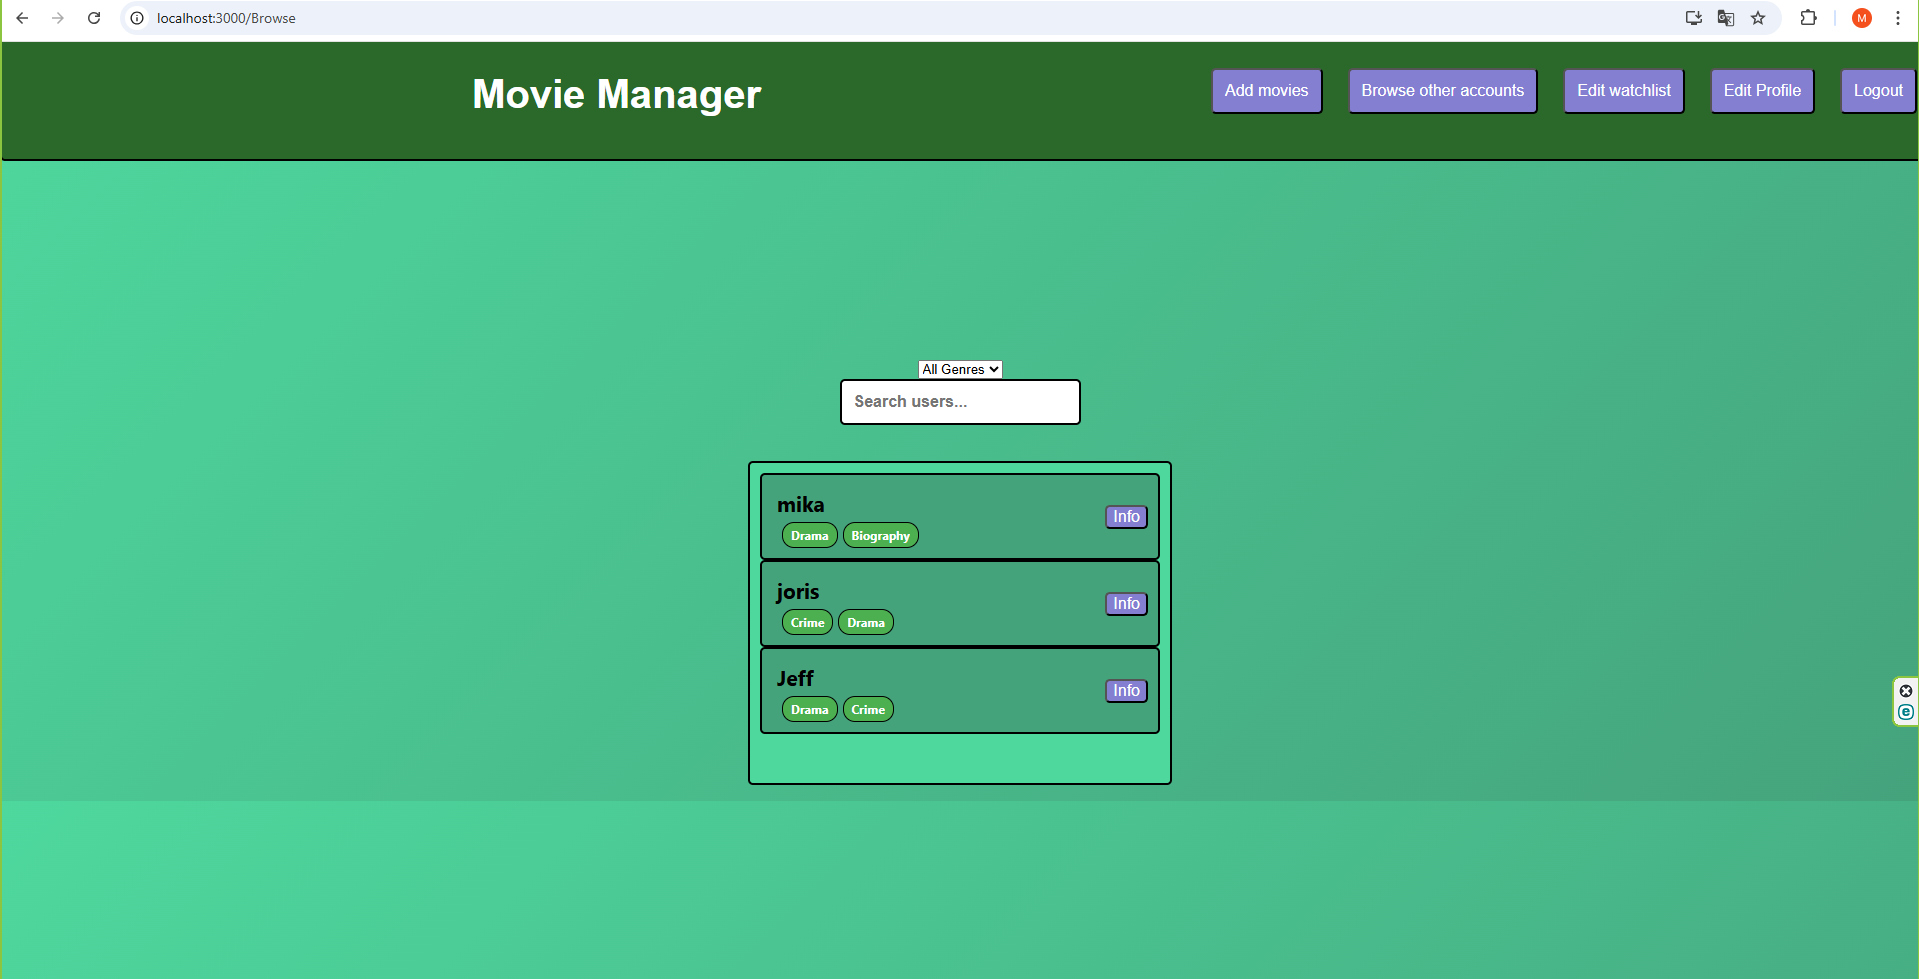 localhost:3000/Browse
M
Movie Manager
Add movies
Browse other accounts
Edit watchlist
Edit Profile
Logout
All Genres
Search users...
mika
Drama Biography
Info
joris
Crime Drama
Info
Jeff
Drama Crime
Info
e